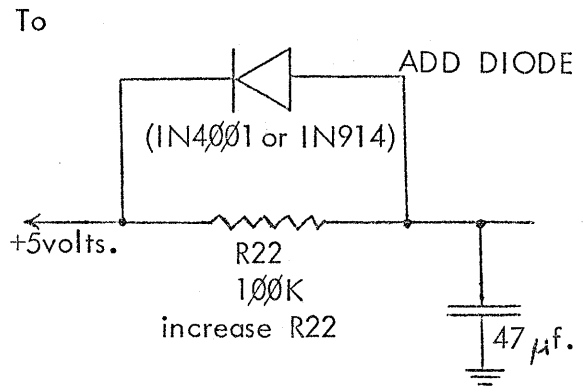 To
ADD DIODE
(IN4ØØ1 or IN914)
+5volts.
R22
1ØØK
increase R22
47 µf.